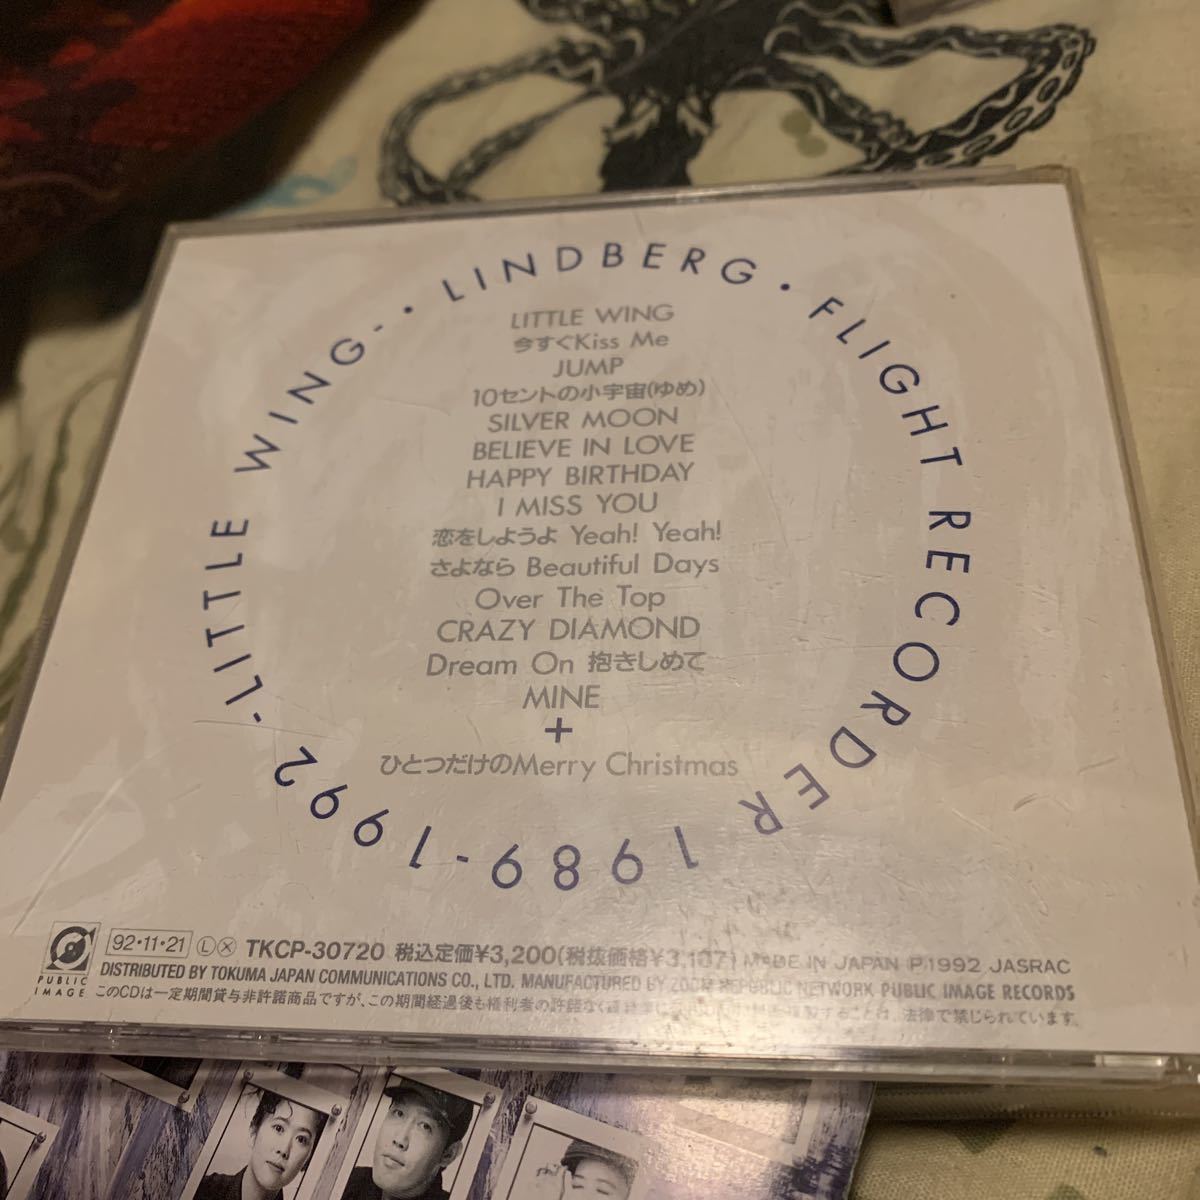 ・LINDBERG・FLIGHT RECORDER 1989-1992 -LITTLE WING-
LITTLE WING
今すぐKiss Me
JUMP
10セントの小宇宙(ゆめ)
SILVER MOON
BELIEVE IN LOVE
HAPPY BIRTHDAY
I MISS YOU
恋をしようよ Yeah! Yeah!
さよなら Beautiful Days
Over The Top
CRAZY DIAMOND
Dream On 抱きしめて
MINE
+
ひとつだけのMerry Christmas
PUBLIC IMAGE
92・11・21 Ⓛ Ⓧ TKCP-30720 税込定価¥3,200(税抜価格¥3,107) MADE IN JAPAN P.1992 JASRAC
DISTRIBUTED BY TOKUMA JAPAN COMMUNICATIONS CO., LTD. MANUFACTURED BY REPUBLIC NETWORK PUBLIC IMAGE RECORDS
このCDは一定期間貸与非許諾商品ですが、この期間経過後も権利者の許諾なく することは、法律で禁じられています。